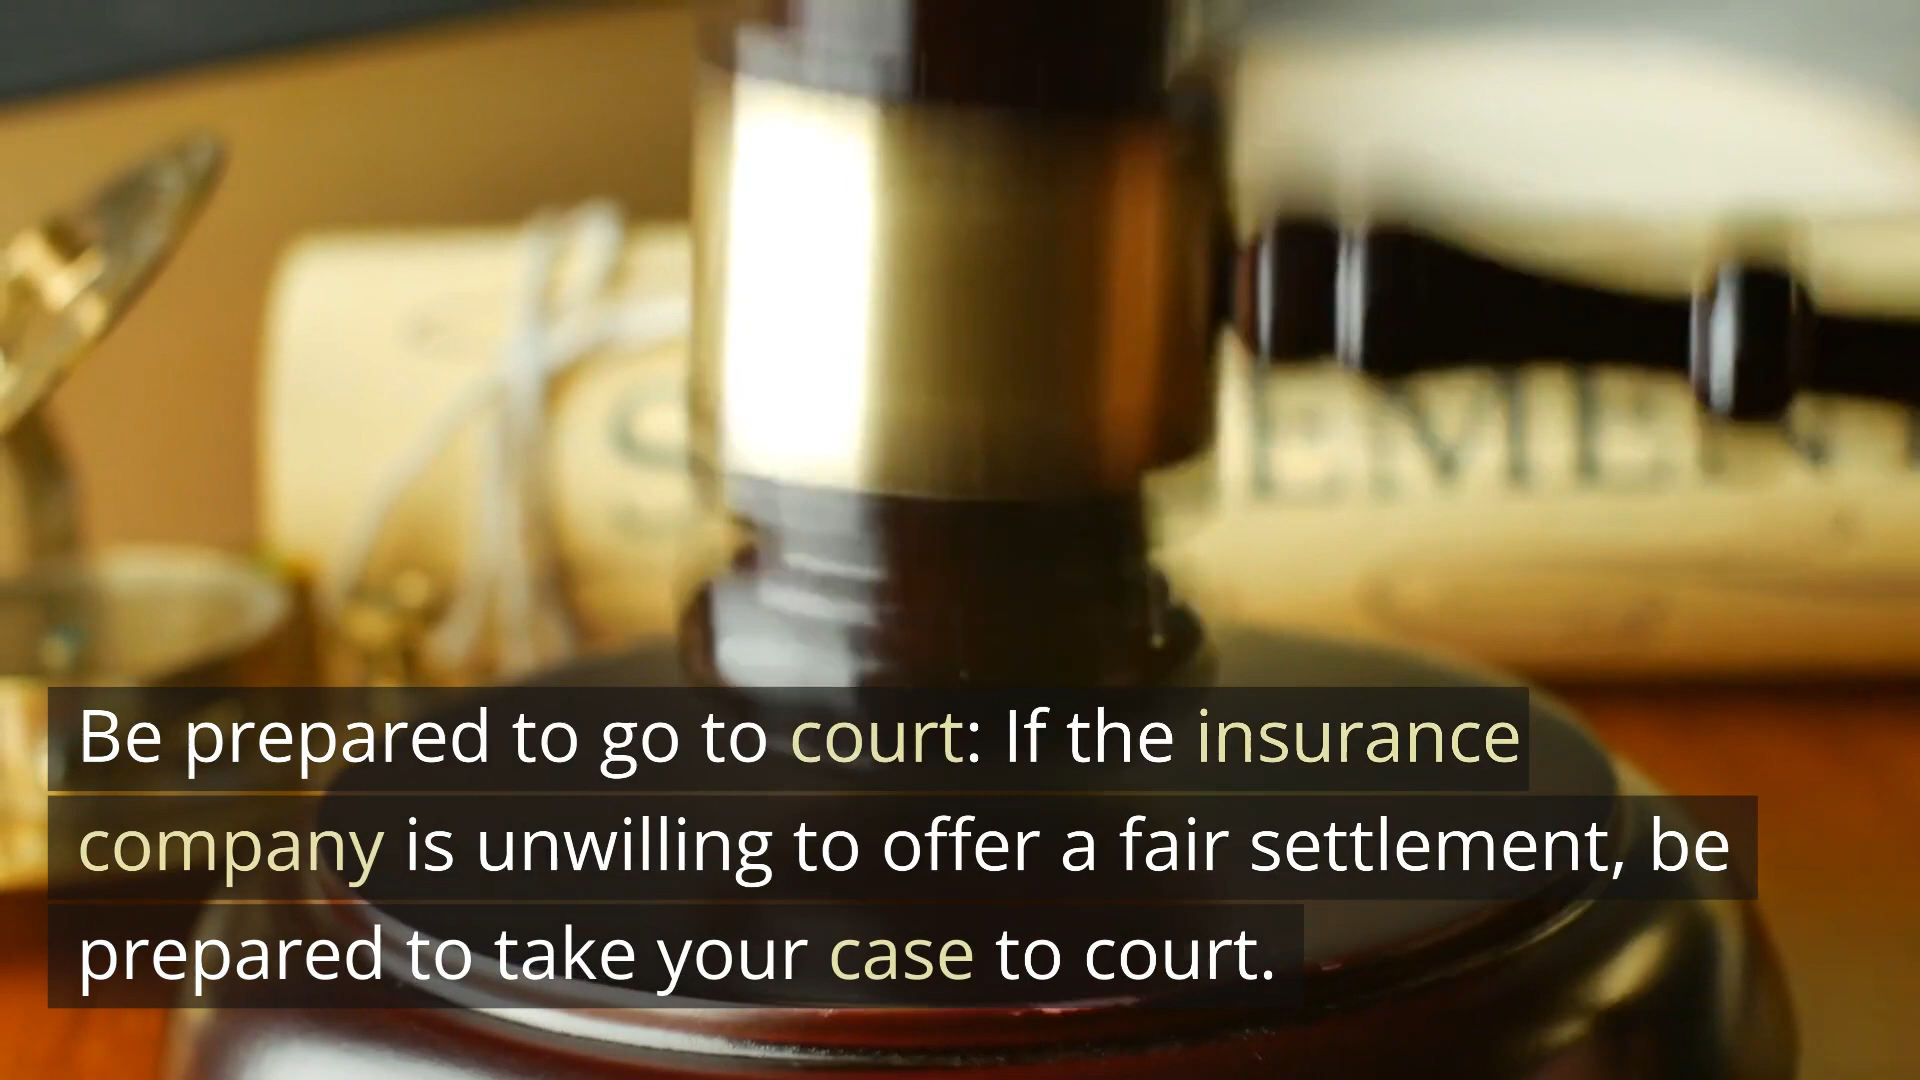 S EMENT
Be prepared to go to court: If the insurance
company is unwilling to offer a fair settlement, be
prepared to take your case to court.